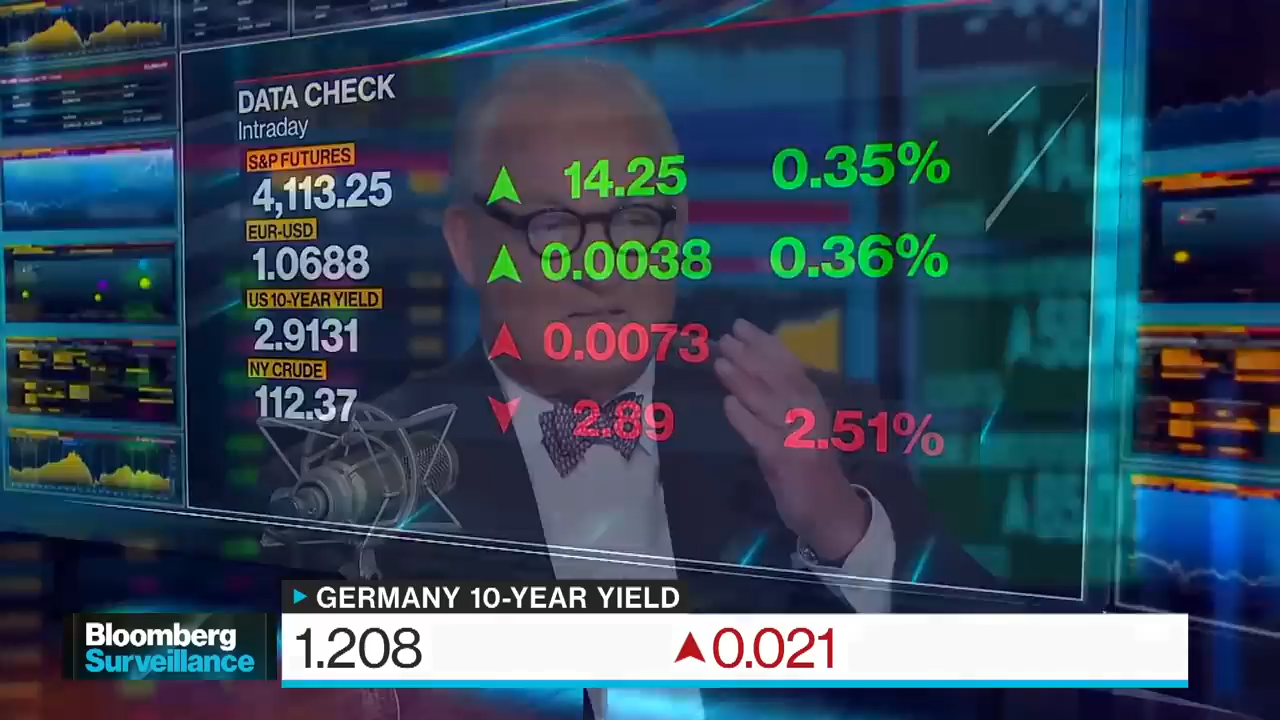 DATA CHECK
Intraday
S&P FUTURES
4,113.25 ▲ 14.25 0.35%
EUR-USD
1.0688 ▲ 0.0038 0.36%
US 10-YEAR YIELD
2.9131 ▲ 0.0073
NY CRUDE
112.37 ▼ 2.89 2.51%
GERMANY 10-YEAR YIELD
1.208 ▲ 0.021
Bloomberg
Surveillance